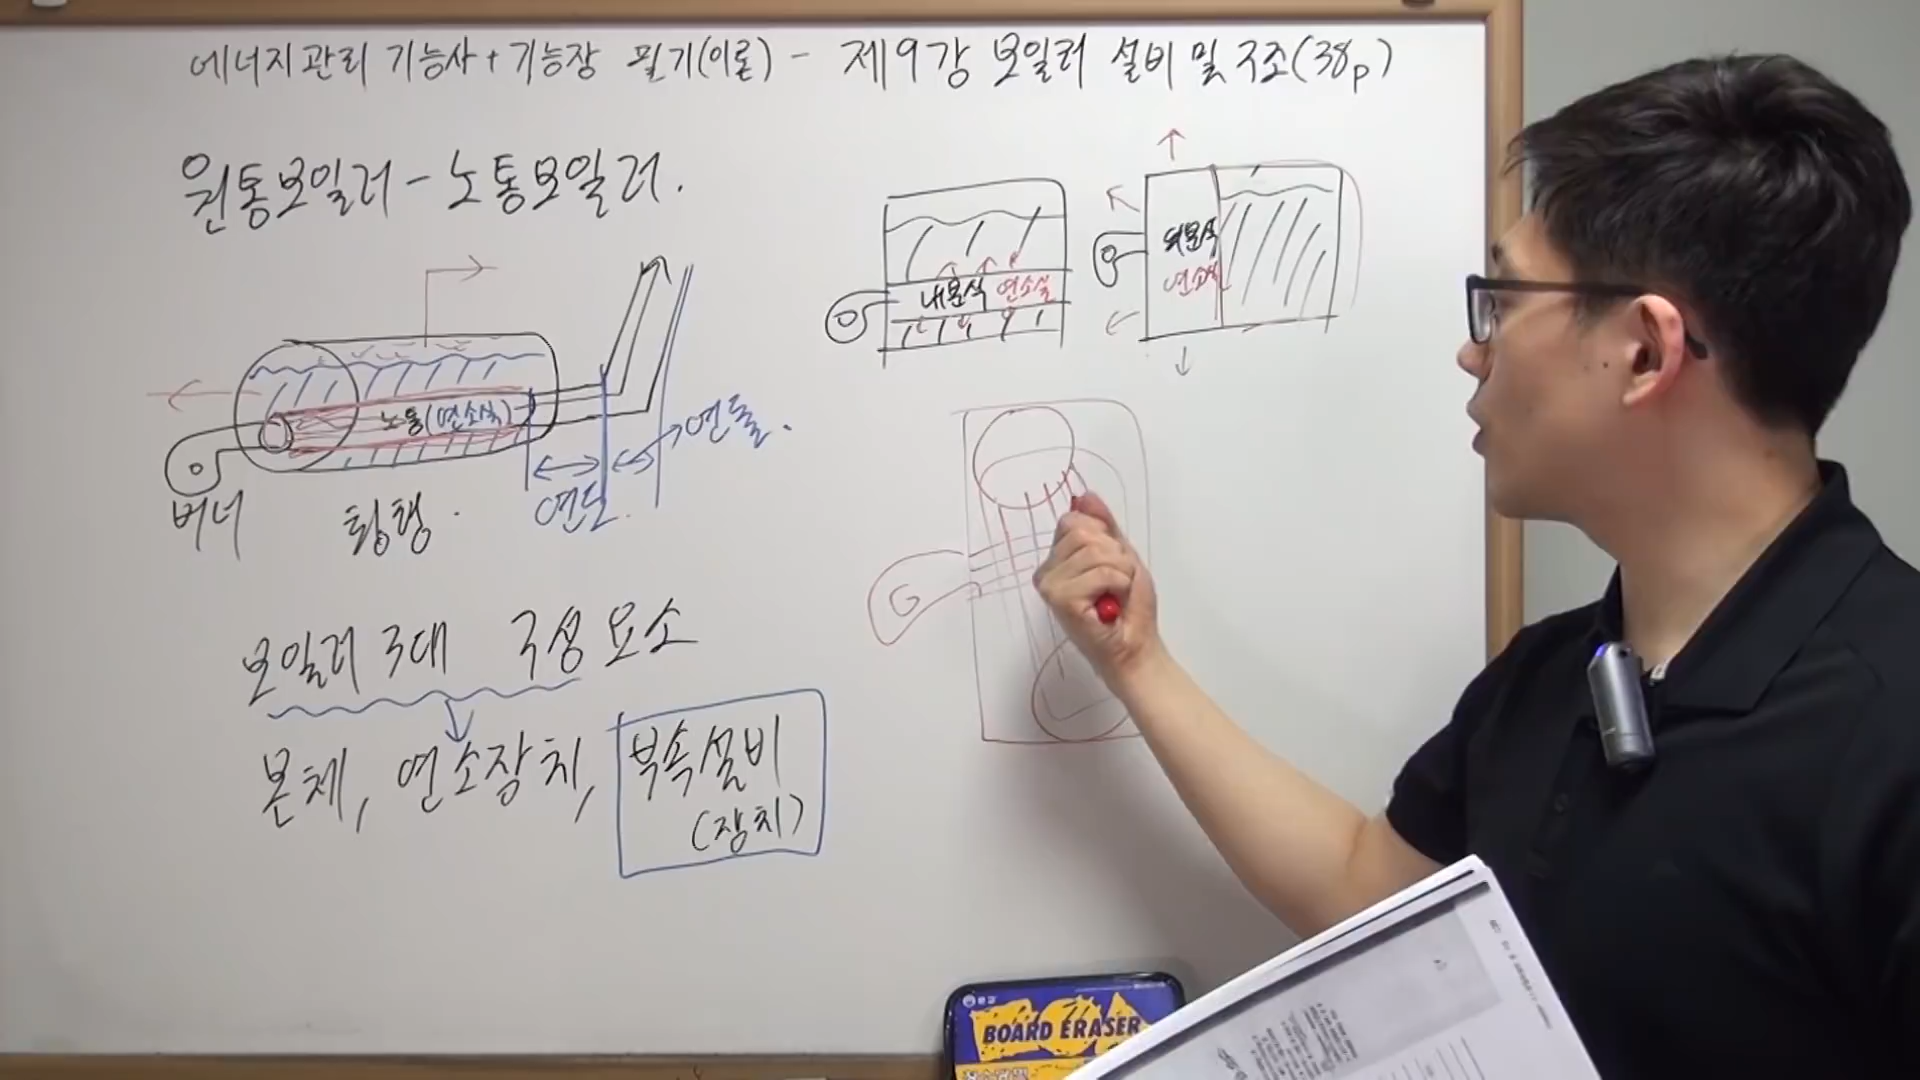 에너지관리 기능사+기능장 필기(이론) - 제9강 보일러 설비 및 구조(38p)
원통보일러-노통보일러.
노통(연소실)
버너
횡형.
연도.
연돌.
내분식 연소실
외분식
연소실
보일러 3대 구성요소
본체, 연소장치, 부속설비
(장치)
BOARD ERASER